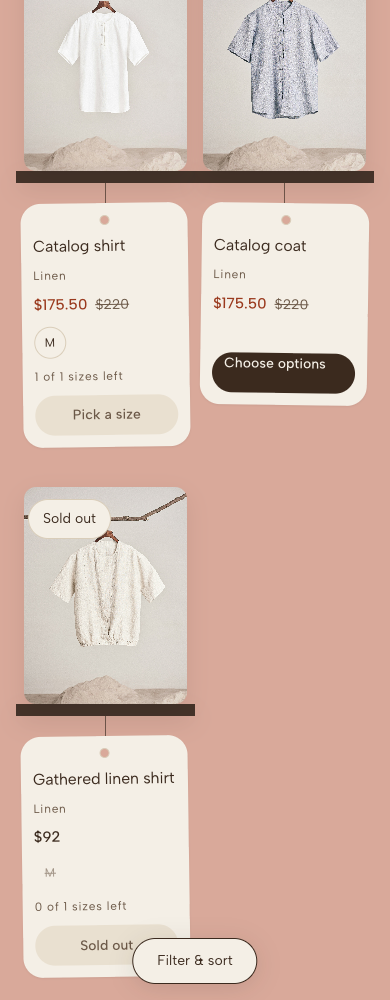 Catalog shirt
Linen
$175.50 $220
M
1 of 1 sizes left
Pick a size
Catalog coat
Linen
$175.50 $220
Choose options
Sold out
Gathered linen shirt
Linen
$92
M
0 of 1 sizes left
Sold out
Filter & sort